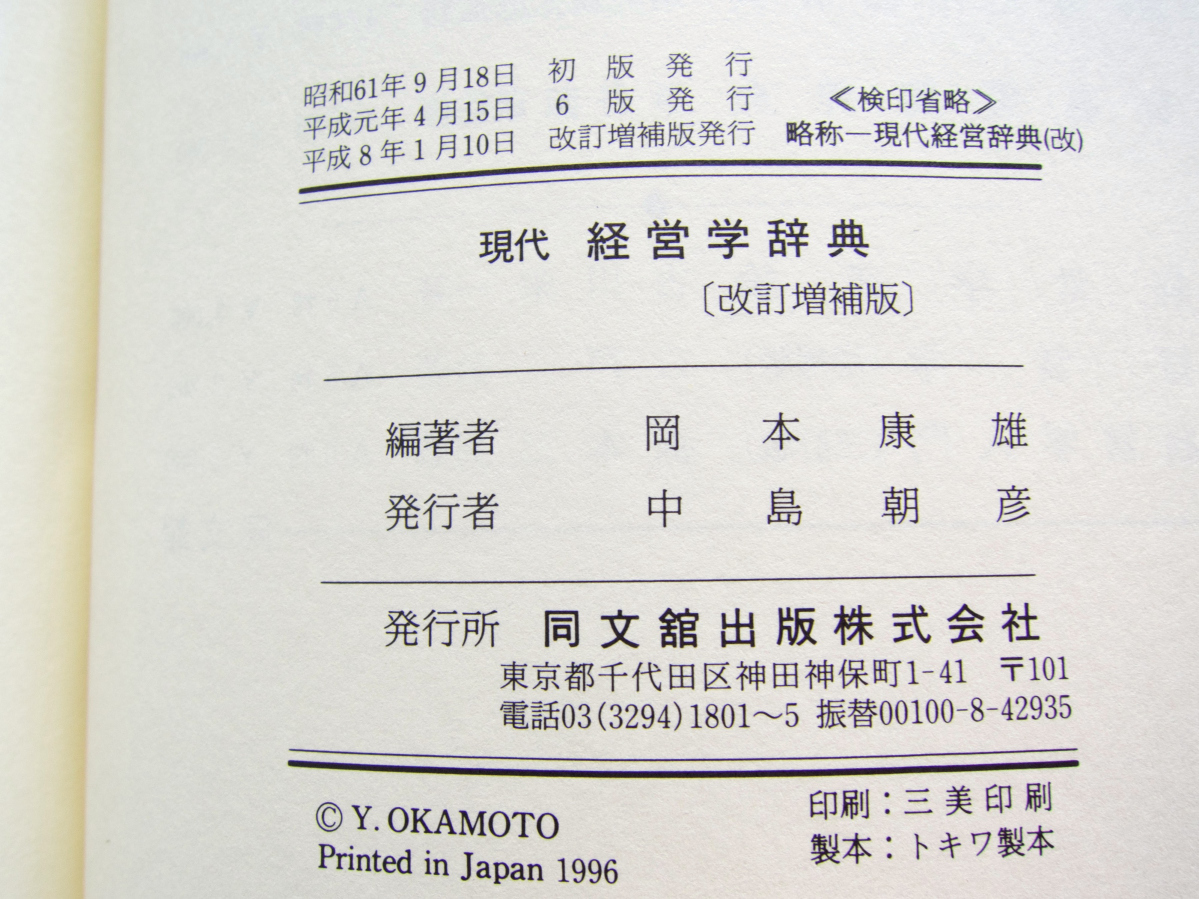 昭和61年9月18日 初版発行
平成元年4月15日 6版発行 ≪検印省略≫
平成8年1月10日 改訂増補版発行 略称―現代経営辞典(改)
現代 経営学辞典
〔改訂増補版〕
編著者 岡本康雄
発行者 中島朝彦
発行所 同文舘出版株式会社
東京都千代田区神田神保町1-41 〒101
電話03(3294)1801〜5 振替00100-8-42935
© Y. OKAMOTO 印刷：三美印刷
Printed in Japan 1996 製本：トキワ製本